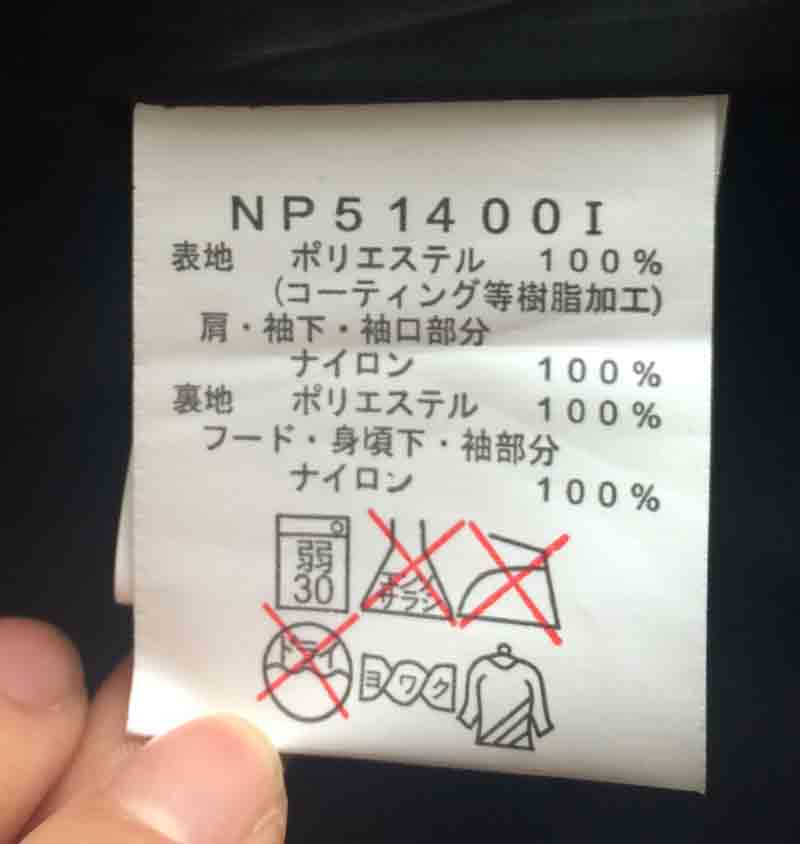 NP51400I
表地 ポリエステル 100%
(コーティング等樹脂加工)
肩・袖下・袖口部分
ナイロン 100%
裏地 ポリエステル 100%
フード・身頃下・袖部分
ナイロン 100%
弱
30
エンソ
サラシ
ドライ
ヨワク